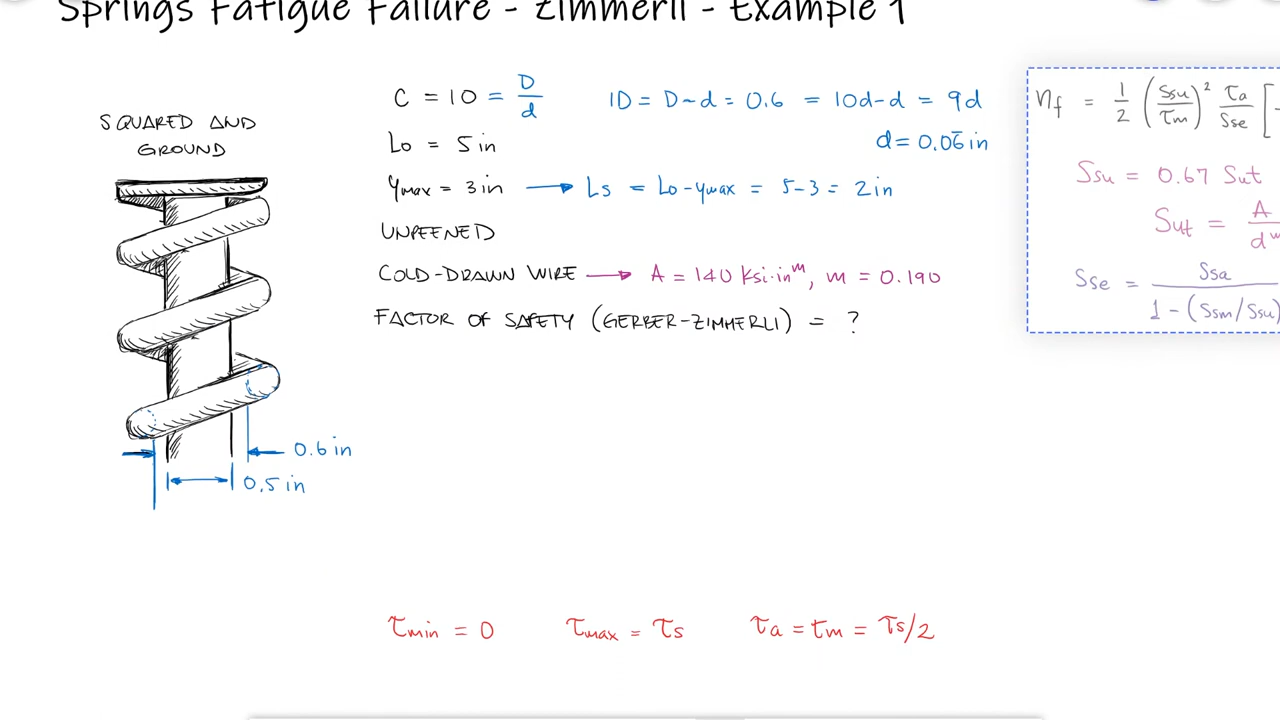 Springs Fatigue Failure - Zimmerli - Example 1
SQUARED AND
GROUND
C = 10 = D/d
ID = D-d = 0.6 = 10d-d = 9d
d = 0.06̅ in
Lo = 5 in
ymax = 3 in → Ls = Lo-ymax = 5-3 = 2 in
UNPEENED
COLD-DRAWN WIRE → A = 140 ksi·in^m, m = 0.190
FACTOR OF SAFETY (GERBER-ZIMMERLI) = ?
0.6 in
0.5 in
τmin = 0 τmax = τs τa = τm = τs/2
nf = 1/2 (Ssu/τm)² τa/Sse [
Ssu = 0.67 Sut
Sut = A/d^m
Sse = Ssa/1-(Ssm/Ssu)